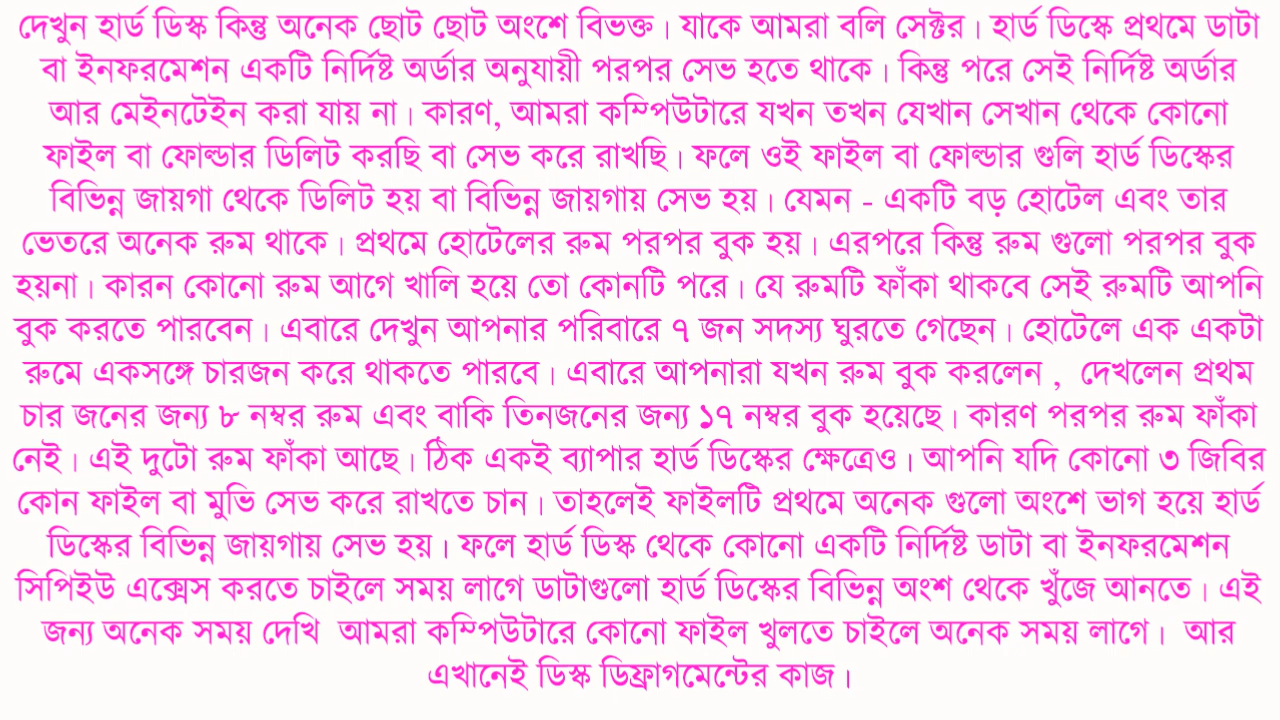 দেখুন হার্ড ডিস্ক কিন্তু অনেক ছোট ছোট অংশে বিভক্ত। যাকে আমরা বলি সেক্টর। হার্ড ডিস্কে প্রথমে ডাটা
বা ইনফরমেশন একটি নির্দিষ্ট অর্ডার অনুযায়ী পরপর সেভ হতে থাকে। কিন্তু পরে সেই নির্দিষ্ট অর্ডার
আর মেইনটেইন করা যায় না। কারণ, আমরা কম্পিউটারে যখন তখন যেখান সেখান থেকে কোনো
ফাইল বা ফোল্ডার ডিলিট করছি বা সেভ করে রাখছি। ফলে ওই ফাইল বা ফোল্ডার গুলি হার্ড ডিস্কের
বিভিন্ন জায়গা থেকে ডিলিট হয় বা বিভিন্ন জায়গায় সেভ হয়। যেমন - একটি বড় হোটেল এবং তার
ভেতরে অনেক রুম থাকে। প্রথমে হোটেলের রুম পরপর বুক হয়। এরপরে কিন্তু রুম গুলো পরপর বুক
হয়না। কারন কোনো রুম আগে খালি হয়ে তো কোনটি পরে। যে রুমটি ফাঁকা থাকবে সেই রুমটি আপনি
বুক করতে পারবেন। এবারে দেখুন আপনার পরিবারে ৭ জন সদস্য ঘুরতে গেছেন। হোটেলে এক একটা
রুমে একসঙ্গে চারজন করে থাকতে পারবে। এবারে আপনারা যখন রুম বুক করলেন , দেখলেন প্রথম
চার জনের জন্য ৮ নম্বর রুম এবং বাকি তিনজনের জন্য ১৭ নম্বর বুক হয়েছে। কারণ পরপর রুম ফাঁকা
নেই। এই দুটো রুম ফাঁকা আছে। ঠিক একই ব্যাপার হার্ড ডিস্কের ক্ষেত্রেও। আপনি যদি কোনো ৩ জিবির
কোন ফাইল বা মুভি সেভ করে রাখতে চান। তাহলেই ফাইলটি প্রথমে অনেক গুলো অংশে ভাগ হয়ে হার্ড
ডিস্কের বিভিন্ন জায়গায় সেভ হয়। ফলে হার্ড ডিস্ক থেকে কোনো একটি নির্দিষ্ট ডাটা বা ইনফরমেশন
সিপিইউ এক্সেস করতে চাইলে সময় লাগে ডাটাগুলো হার্ড ডিস্কের বিভিন্ন অংশ থেকে খুঁজে আনতে। এই
জন্য অনেক সময় দেখি আমরা কম্পিউটারে কোনো ফাইল খুলতে চাইলে অনেক সময় লাগে। আর
এখানেই ডিস্ক ডিফ্রাগমেন্টের কাজ।